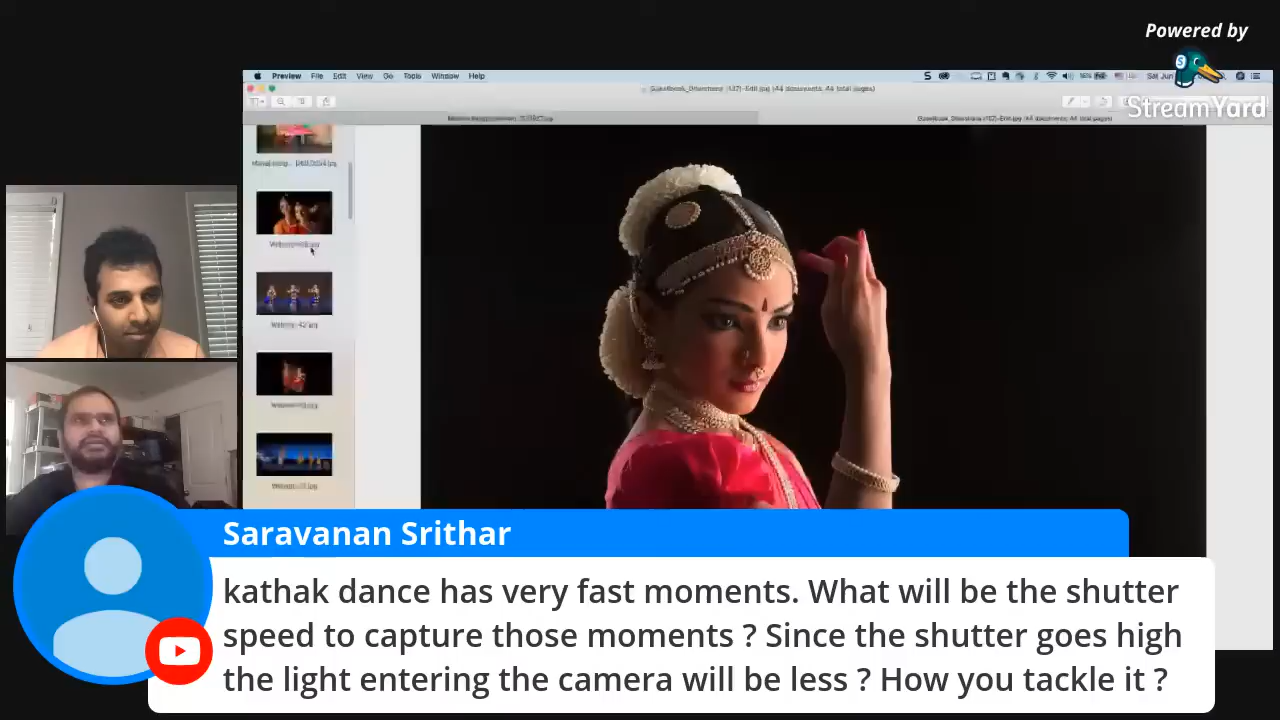 Powered by
StreamYard
Preview File Edit View Go Tools Window Help
Saravanan Srithar
kathak dance has very fast moments. What will be the shutter
speed to capture those moments ? Since the shutter goes high
the light entering the camera will be less ? How you tackle it ?